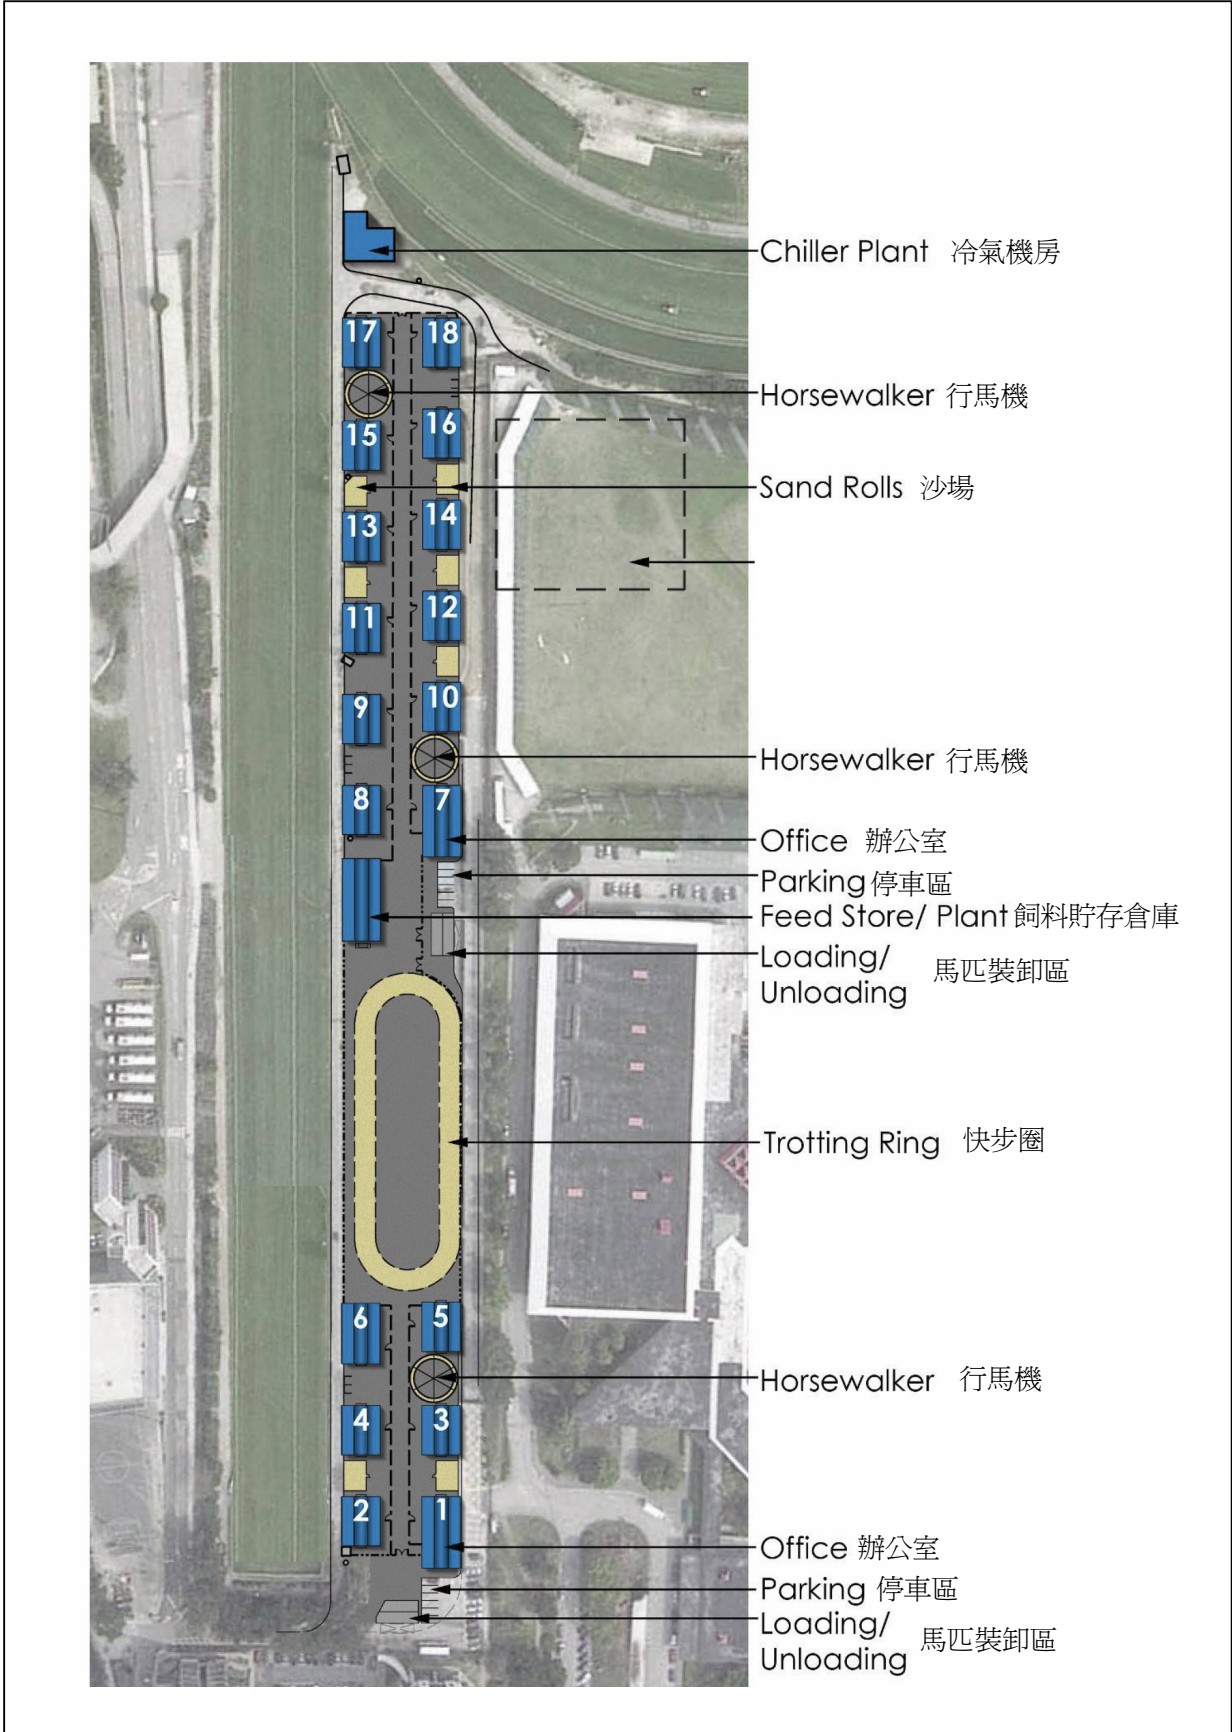 Chiller Plant 冷氣機房
17 18
Horsewalker 行馬機
15 16
Sand Rolls 沙場
13 14
11 12
9 10
Horsewalker 行馬機
8 7
Office 辦公室
Parking 停車區
Feed Store/ Plant 飼料貯存倉庫
Loading/
Unloading 馬匹裝卸區
Trotting Ring 快步圈
6 5
Horsewalker 行馬機
4 3
2 1
Office 辦公室
Parking 停車區
Loading/
Unloading 馬匹裝卸區